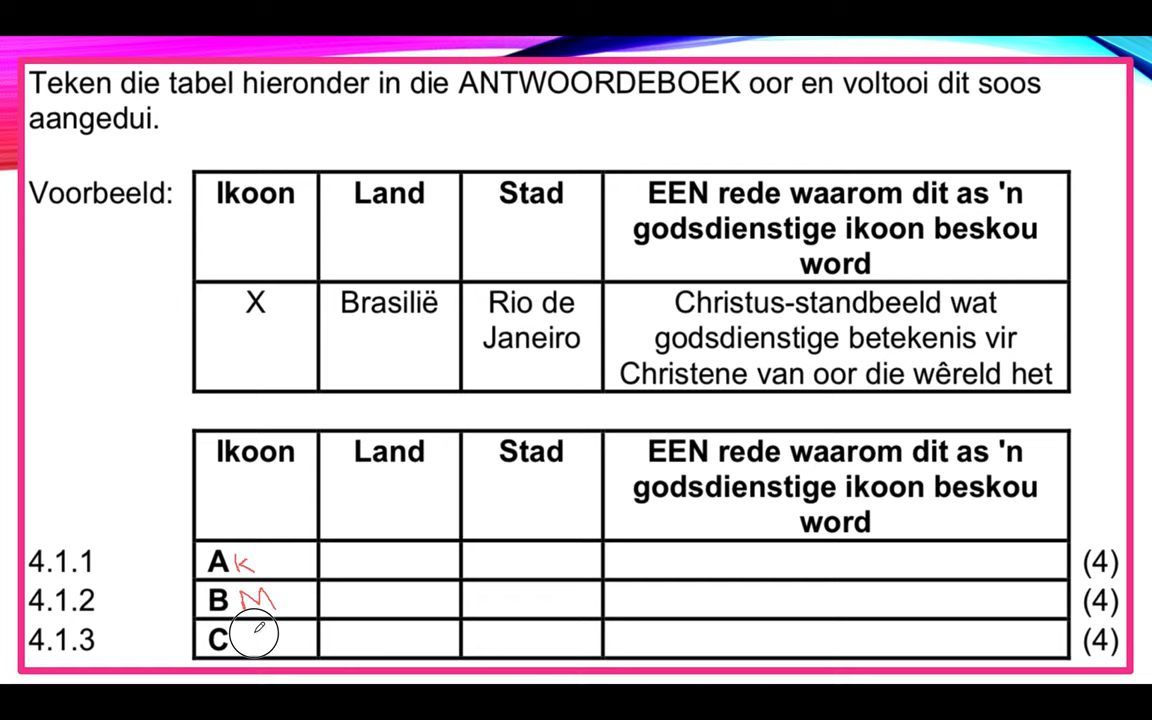 Teken die tabel hieronder in die ANTWOORDEBOEK oor en voltooi dit soos
aangedui.
Voorbeeld:
Ikoon Land Stad EEN rede waarom dit as 'n
godsdienstige ikoon beskou
word
X Brasilië Rio de Christus-standbeeld wat
Janeiro godsdienstige betekenis vir
Christene van oor die wêreld het
Ikoon Land Stad EEN rede waarom dit as 'n
godsdienstige ikoon beskou
word
4.1.1 A K (4)
4.1.2 B M (4)
4.1.3 C (4)